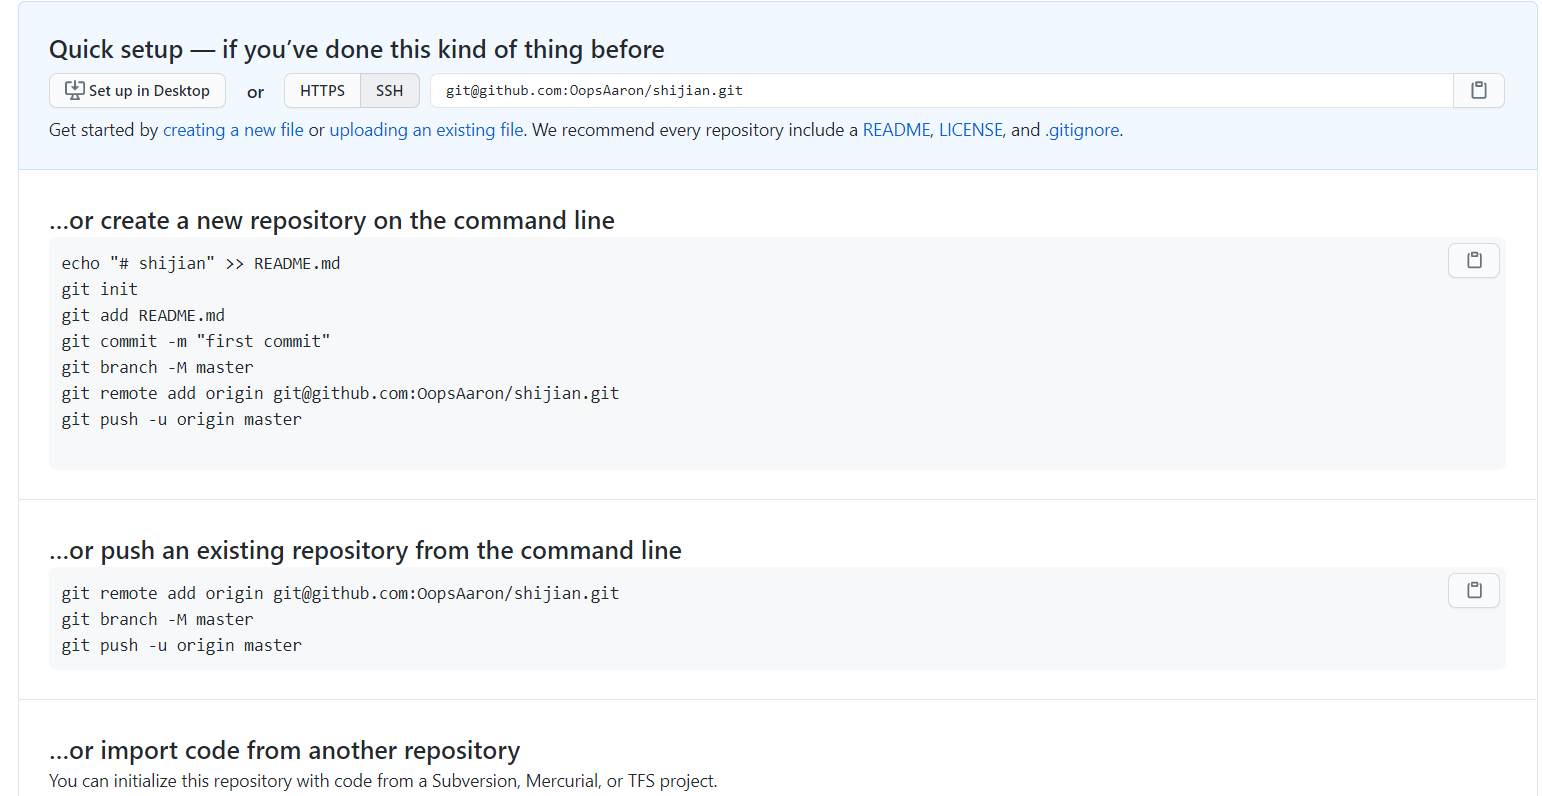 Quick setup — if you’ve done this kind of thing before
Set up in Desktop or HTTPS SSH git@github.com:OopsAaron/shijian.git
Get started by creating a new file or uploading an existing file. We recommend every repository include a README, LICENSE, and .gitignore.
…or create a new repository on the command line
echo "# shijian" >> README.md
git init
git add README.md
git commit -m "first commit"
git branch -M master
git remote add origin git@github.com:OopsAaron/shijian.git
git push -u origin master
…or push an existing repository from the command line
git remote add origin git@github.com:OopsAaron/shijian.git
git branch -M master
git push -u origin master
…or import code from another repository
You can initialize this repository with code from a Subversion, Mercurial, or TFS project.